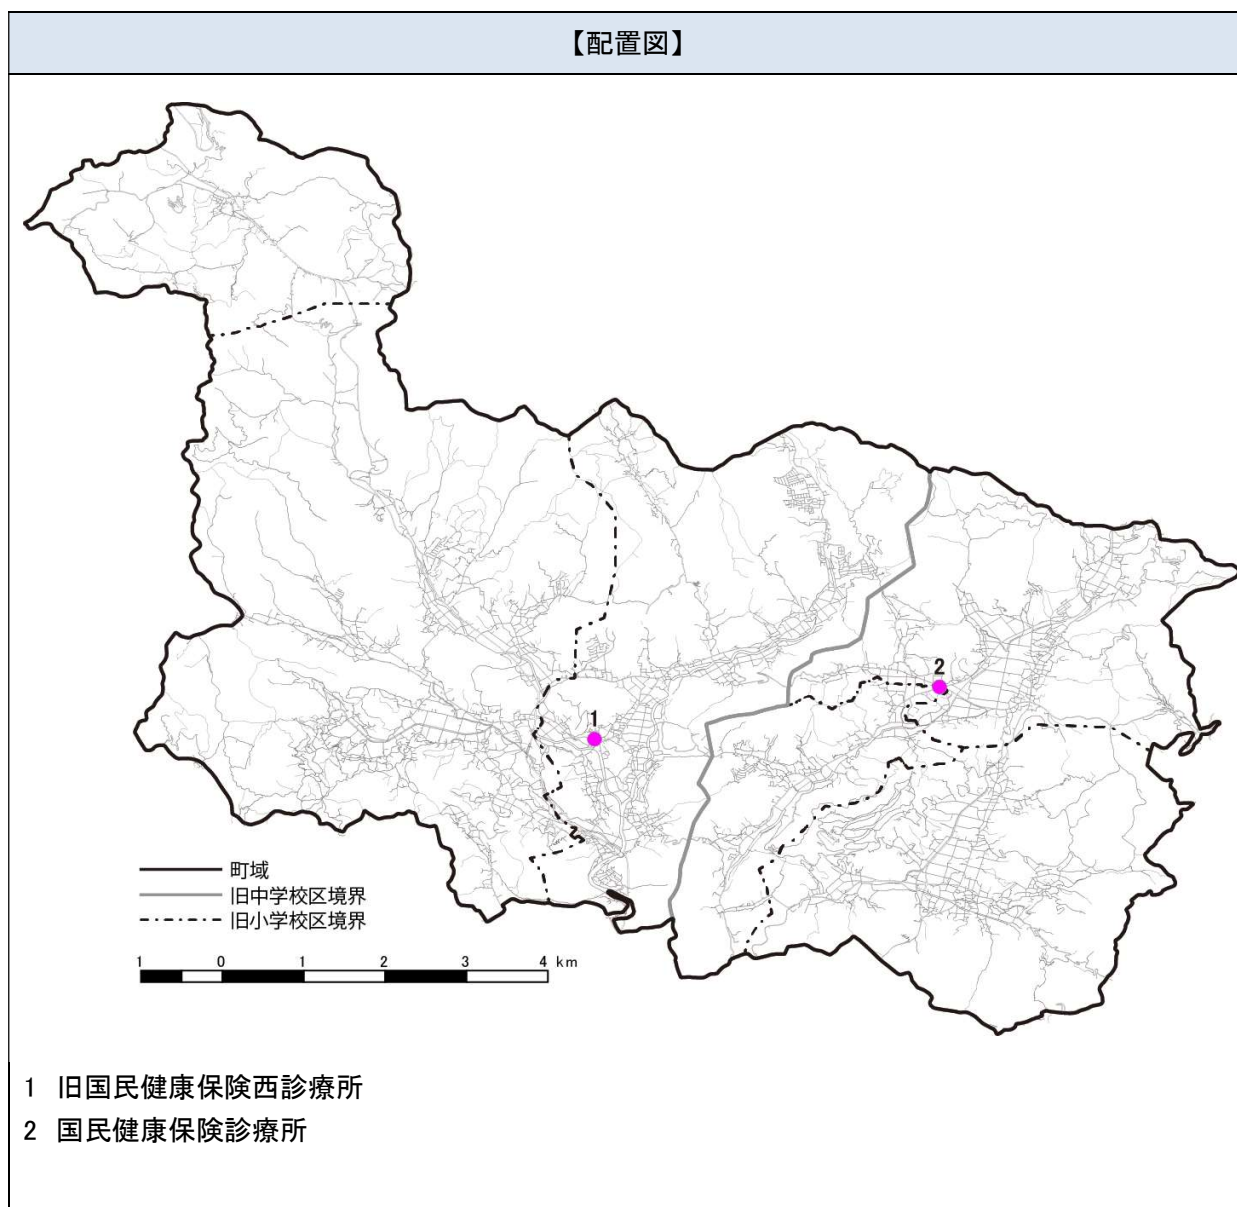 【配置図】
2
1
町域
旧中学校区境界
旧小学校区境界
1 0 1 2 3 4 km
1 旧国民健康保険西診療所
2 国民健康保険診療所